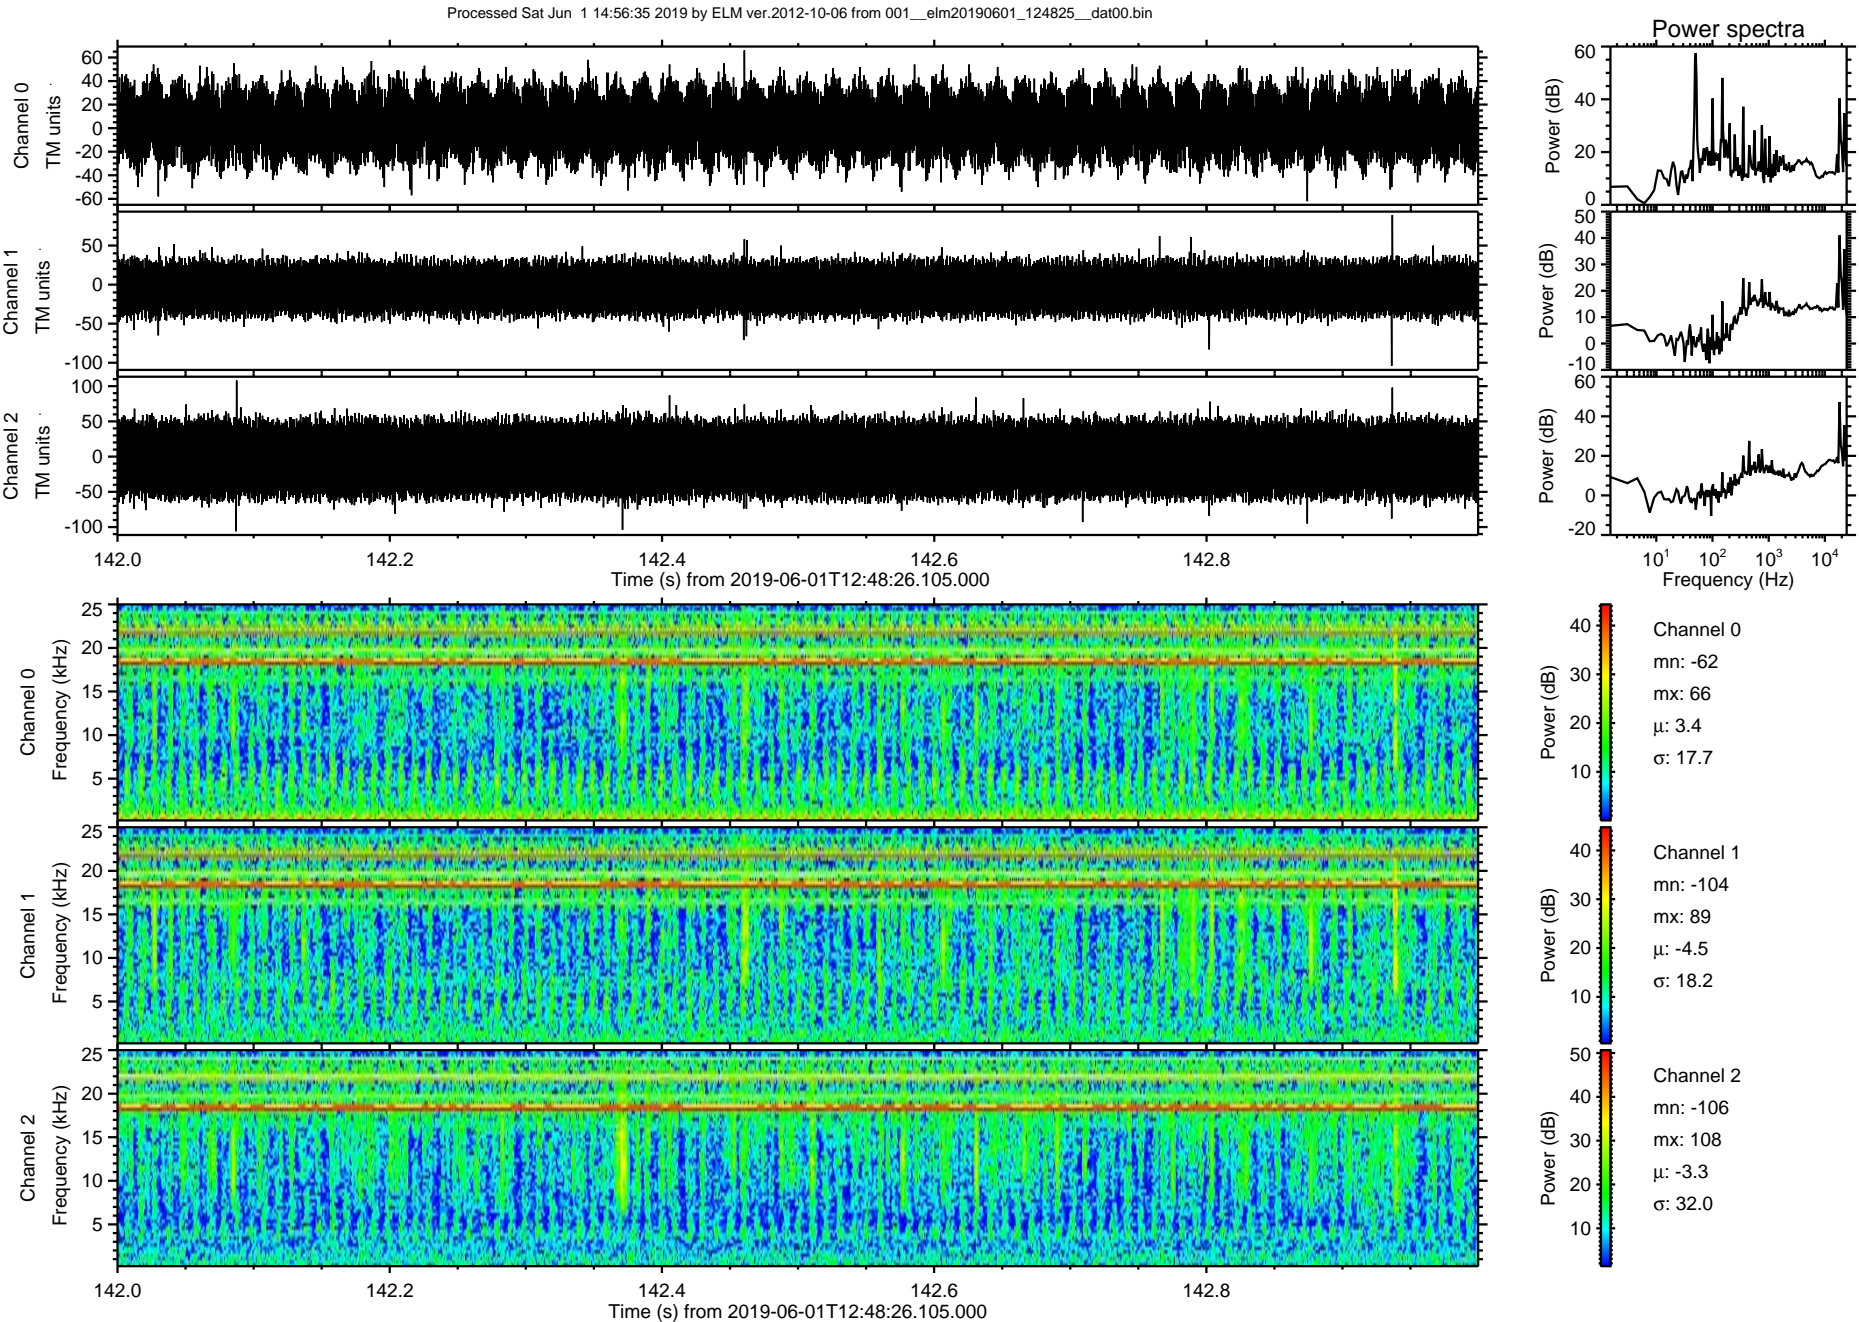 Processed Sat Jun  1 14:56:35 2019 by ELM ver.2012-10-06 from 001__elm20190601_124825__dat00.bin
Power spectra
Channel 0
TM units
60
40
20
0
-20
-40
-60
Power (dB)
60
40
20
0
Channel 1
TM units
50
0
-50
-100
Power (dB)
50
40
30
20
10
0
-10
Channel 2
TM units
100
50
0
-50
-100
Power (dB)
60
40
20
0
-20
142.0 142.2 142.4 142.6 142.8
Time (s) from 2019-06-01T12:48:26.105.000
10¹ 10² 10³ 10⁴
Frequency (Hz)
Channel 0
Frequency (kHz)
25
20
15
10
5
Power (dB)
40
30
20
10
Channel 0
mn: -62
mx: 66
μ: 3.4
σ: 17.7
Channel 1
Frequency (kHz)
25
20
15
10
5
Power (dB)
40
30
20
10
Channel 1
mn: -104
mx: 89
μ: -4.5
σ: 18.2
Channel 2
Frequency (kHz)
25
20
15
10
5
Power (dB)
50
40
30
20
10
Channel 2
mn: -106
mx: 108
μ: -3.3
σ: 32.0
142.0 142.2 142.4 142.6 142.8
Time (s) from 2019-06-01T12:48:26.105.000